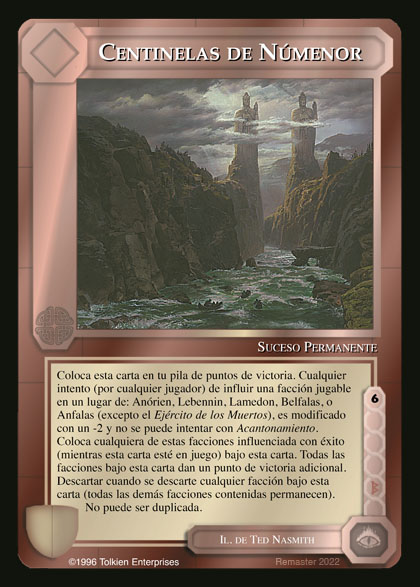 Centinelas de Númenor
Suceso Permanente
Coloca esta carta en tu pila de puntos de victoria. Cualquier
intento (por cualquier jugador) de influir una facción jugable
en un lugar de: Anórien, Lebennin, Lamedon, Belfalas, o
Anfalas (excepto el Ejército de los Muertos), es modificado
con un -2 y no se puede intentar con Acantonamiento.
Coloca cualquiera de estas facciones influenciada con éxito
(mientras esta carta esté en juego) bajo esta carta. Todas las
facciones bajo esta carta dan un punto de victoria adicional.
Descartar cuando se descarte cualquier facción bajo esta
carta (todas las demás facciones contenidas permanecen).
No puede ser duplicada.
6
Il. de Ted Nasmith
©1996 Tolkien Enterprises
Remaster 2022